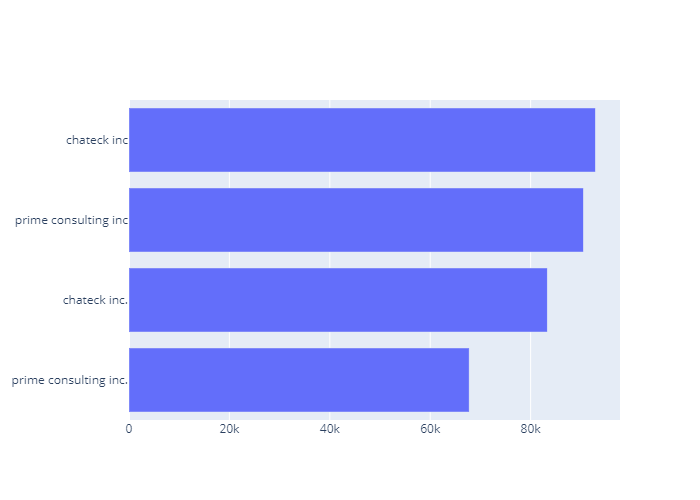 chateck inc
prime consulting inc
chateck inc.
prime consulting inc.
0 20k 40k 60k 80k